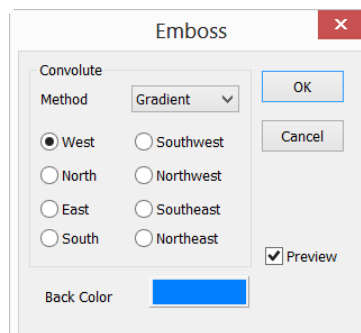 Emboss
x
Convolute
Method Gradient
OK
West Southwest
Cancel
North Northwest
East Southeast
South Northeast
Preview
Back Color